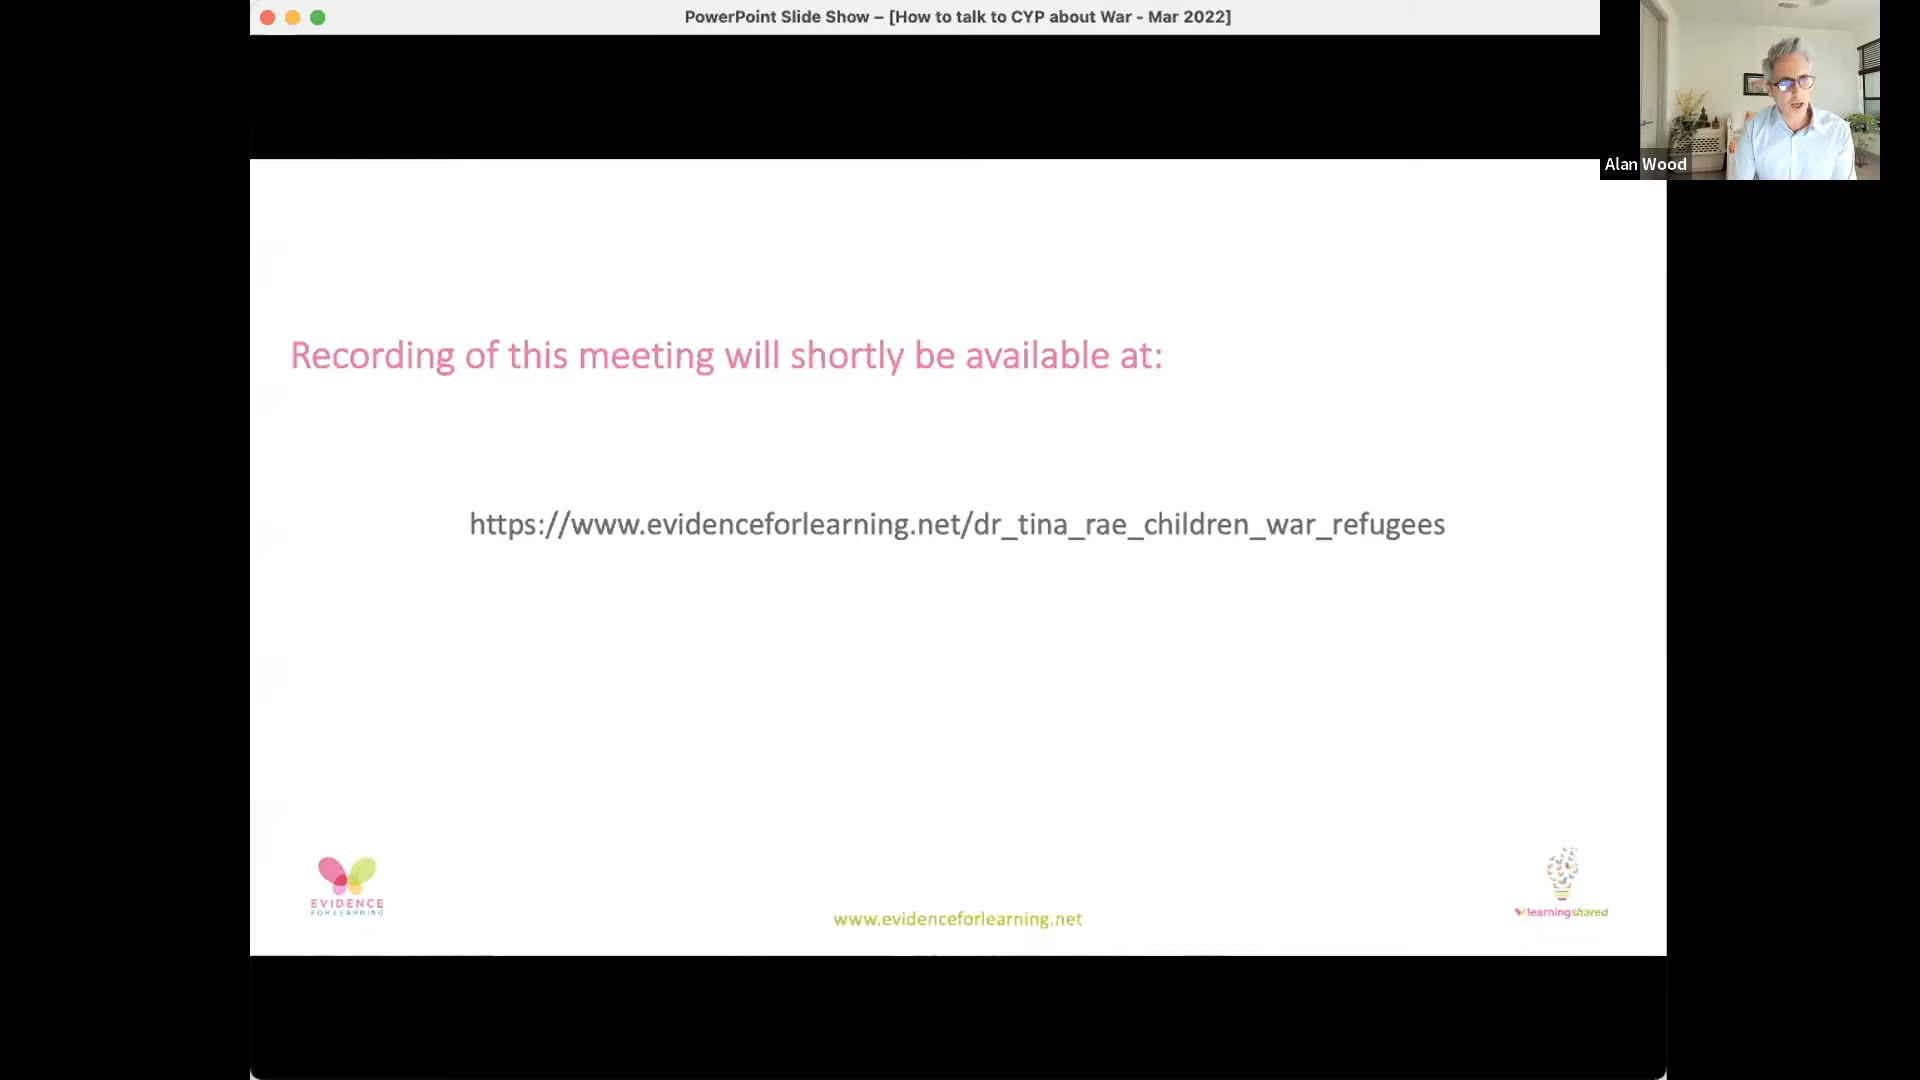 PowerPoint Slide Show – [How to talk to CYP about War - Mar 2022]
Alan Wood
Recording of this meeting will shortly be available at:
https://www.evidenceforlearning.net/dr_tina_rae_children_war_refugees
EVIDENCE
FOR LEARNING
www.evidenceforlearning.net
learningshared